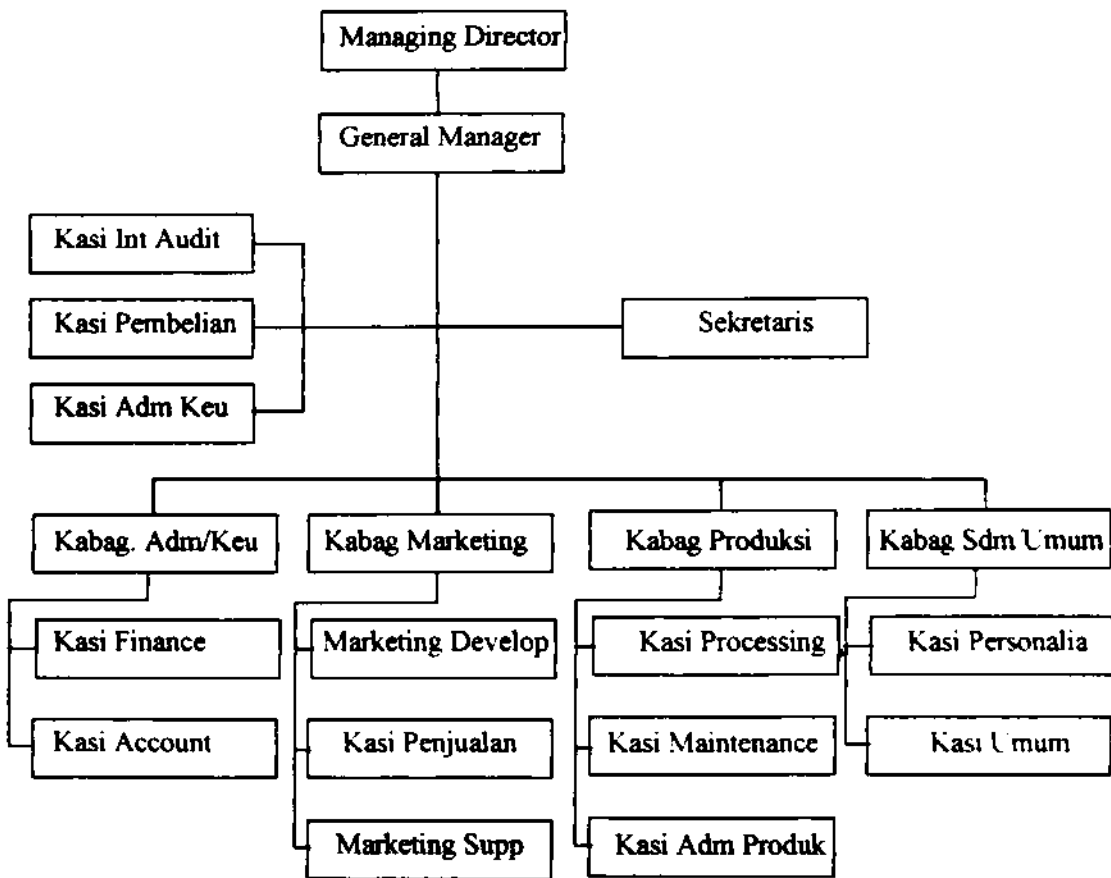 Managing Director
General Manager
Kasi Int Audit
Kasi Pembelian
Sekretaris
Kasi Adm Keu
Kabag. Adm/Keu
Kabag Marketing
Kabag Produksi
Kabag Sdm Umum
Kasi Finance
Marketing Develop
Kasi Processing
Kasi Personalia
Kasi Account
Kasi Penjualan
Kasi Maintenance
Kasi Umum
Marketing Supp
Kasi Adm Produk